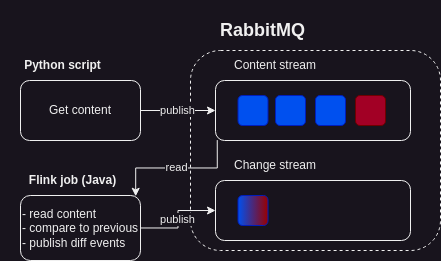 RabbitMQ
Python script
Content stream
Get content
publish
read
Change stream
Flink job (Java)
- read content
- compare to previous
- publish diff events
publish